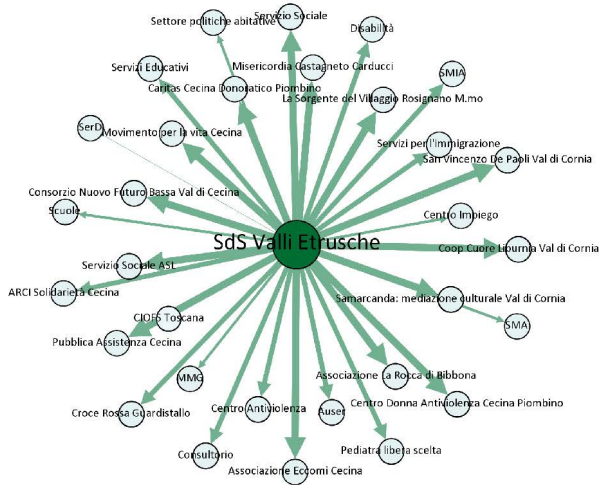 Servizio Sociale
Settore politiche abitative
Disabilità
Misericordia Castagneto Carducci
Servizi Educativi
SMIA
Caritas Cecina Donoratico Piombino
La Sorgente del Villaggio Rosignano M.mo
SerD
Movimento per la vita Cecina
Servizi per l'immigrazione
San Vincenzo De Paoli Val di Cornia
Consorzio Nuovo Futuro Bassa Val di Cecina
Scuole
Centro Impiego
SdS Valli Etrusche
Coop Cuore Liburnia Val di Cornia
Servizio Sociale ASL
ARCI Solidarietà Cecina
Samarcanda: mediazione culturale Val di Cornia
CIOFS Toscana
SMA
Pubblica Assistenza Cecina
MMG
Associazione La Rocca di Bibbona
Croce Rossa Guardistallo
Centro Antiviolenza
Auser
Centro Donna Antiviolenza Cecina Piombino
Consultorio
Pediatra libera scelta
Associazione Eccomi Cecina